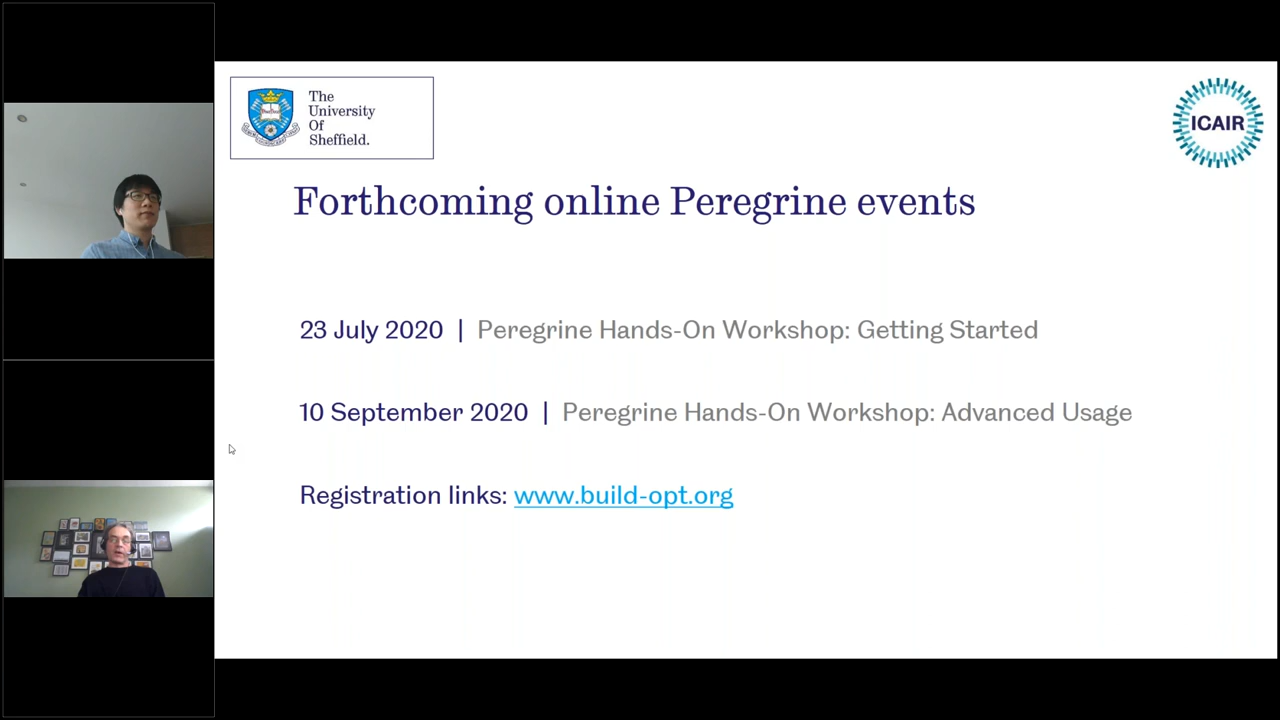 The
University
Of
Sheffield.
ICAIR
Forthcoming online Peregrine events
23 July 2020 | Peregrine Hands-On Workshop: Getting Started
10 September 2020 | Peregrine Hands-On Workshop: Advanced Usage
Registration links: www.build-opt.org